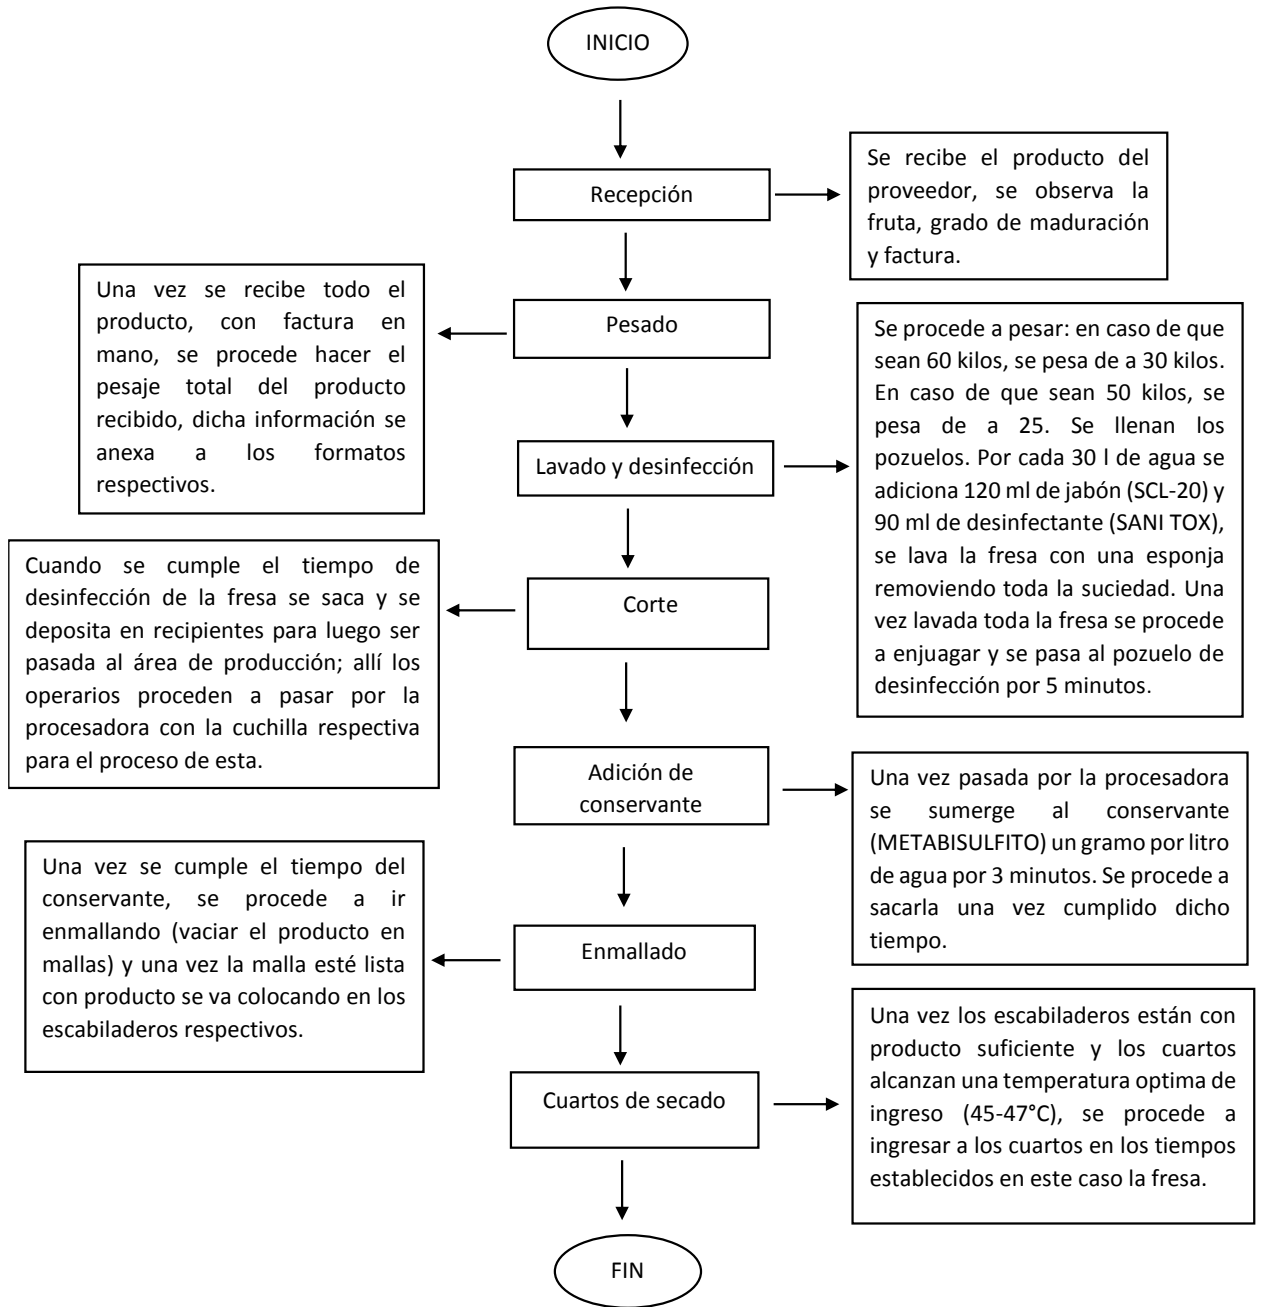 INICIO
Recepción
Se recibe el producto del
proveedor, se observa la
fruta, grado de maduración
y factura.
Pesado
Una vez se recibe todo el
producto, con factura en
mano, se procede hacer el
pesaje total del producto
recibido, dicha información se
anexa a los formatos
respectivos.
Lavado y desinfección
Se procede a pesar: en caso de que
sean 60 kilos, se pesa de a 30 kilos.
En caso de que sean 50 kilos, se
pesa de a 25. Se llenan los
pozuelos. Por cada 30 l de agua se
adiciona 120 ml de jabón (SCL-20) y
90 ml de desinfectante (SANI TOX),
se lava la fresa con una esponja
removiendo toda la suciedad. Una
vez lavada toda la fresa se procede
a enjuagar y se pasa al pozuelo de
desinfección por 5 minutos.
Corte
Cuando se cumple el tiempo de
desinfección de la fresa se saca y se
deposita en recipientes para luego ser
pasada al área de producción; allí los
operarios proceden a pasar por la
procesadora con la cuchilla respectiva
para el proceso de esta.
Adición de
conservante
Una vez pasada por la procesadora
se sumerge al conservante
(METABISULFITO) un gramo por litro
de agua por 3 minutos. Se procede a
sacarla una vez cumplido dicho
tiempo.
Enmallado
Una vez se cumple el tiempo del
conservante, se procede a ir
enmallando (vaciar el producto en
mallas) y una vez la malla esté lista
con producto se va colocando en los
escabiladeros respectivos.
Cuartos de secado
Una vez los escabiladeros están con
producto suficiente y los cuartos
alcanzan una temperatura optima de
ingreso (45-47°C), se procede a
ingresar a los cuartos en los tiempos
establecidos en este caso la fresa.
FIN